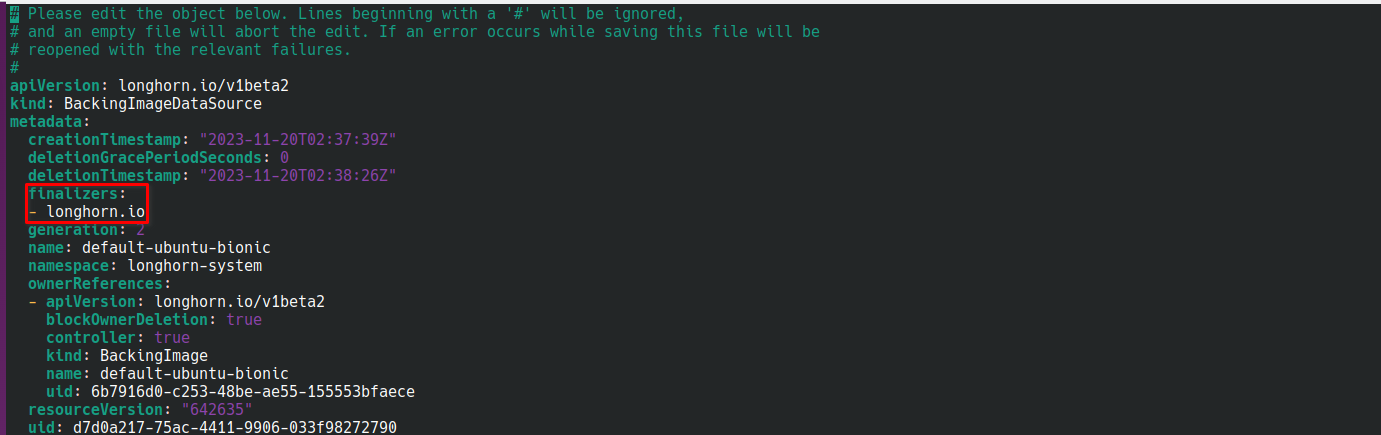 # Please edit the object below. Lines beginning with a '#' will be ignored,
# and an empty file will abort the edit. If an error occurs while saving this file will be
# reopened with the relevant failures.
#
apiVersion: longhorn.io/v1beta2
kind: BackingImageDataSource
metadata:
  creationTimestamp: "2023-11-20T02:37:39Z"
  deletionGracePeriodSeconds: 0
  deletionTimestamp: "2023-11-20T02:38:26Z"
  finalizers:
  - longhorn.io
  generation: 2
  name: default-ubuntu-bionic
  namespace: longhorn-system
  ownerReferences:
  - apiVersion: longhorn.io/v1beta2
    blockOwnerDeletion: true
    controller: true
    kind: BackingImage
    name: default-ubuntu-bionic
    uid: 6b7916d0-c253-48be-ae55-155553bfaece
  resourceVersion: "642635"
  uid: d7d0a217-75ac-4411-9906-033f98272790